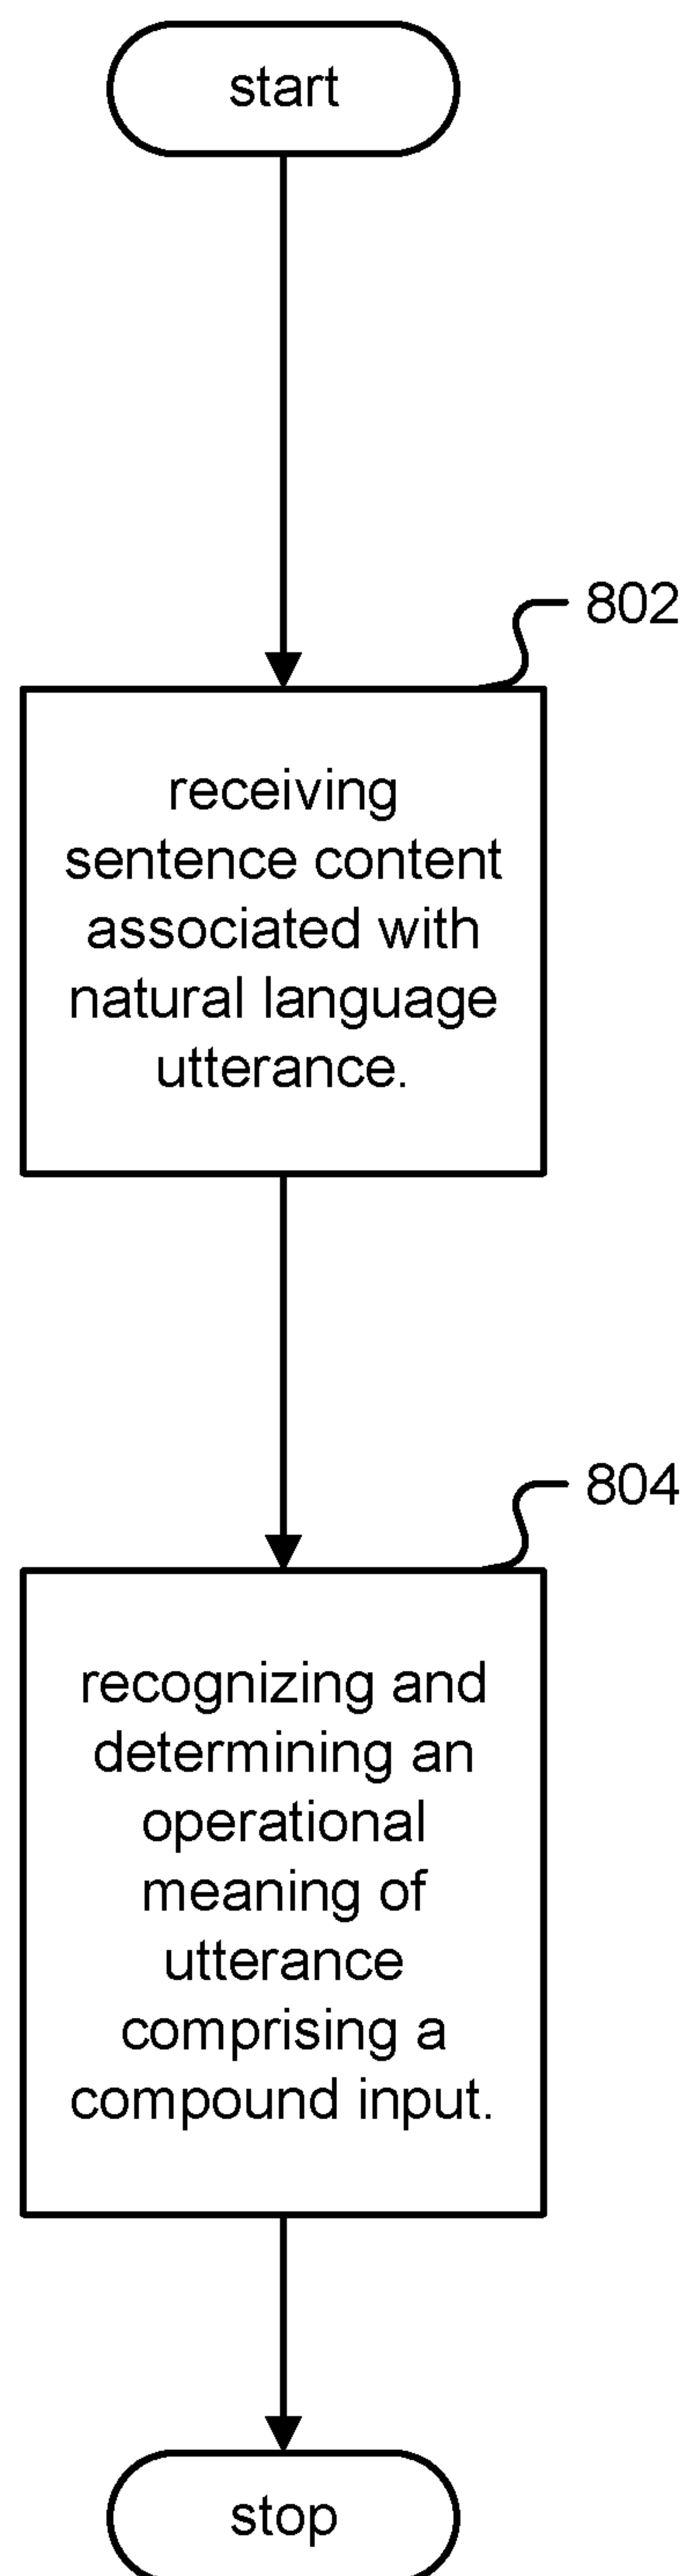 start
802
receiving
sentence content
associated with
natural language
utterance.
804
recognizing and
determining an
operational
meaning of
utterance
comprising a
compound input.
stop